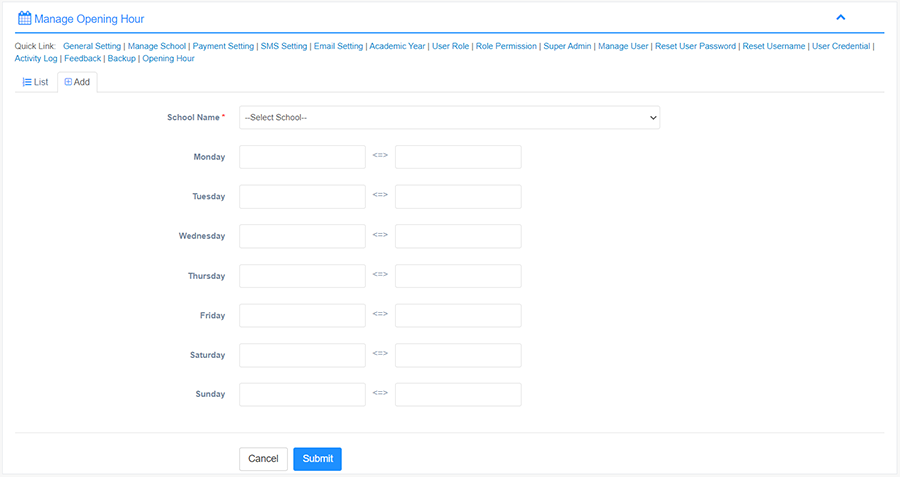 Manage Opening Hour
Quick Link: General Setting | Manage School | Payment Setting | SMS Setting | Email Setting | Academic Year | User Role | Role Permission | Super Admin | Manage User | Reset User Password | Reset Username | User Credential |
Activity Log | Feedback | Backup | Opening Hour
List Add
School Name * --Select School--
Monday <=>
Tuesday <=>
Wednesday <=>
Thursday <=>
Friday <=>
Saturday <=>
Sunday <=>
Cancel Submit